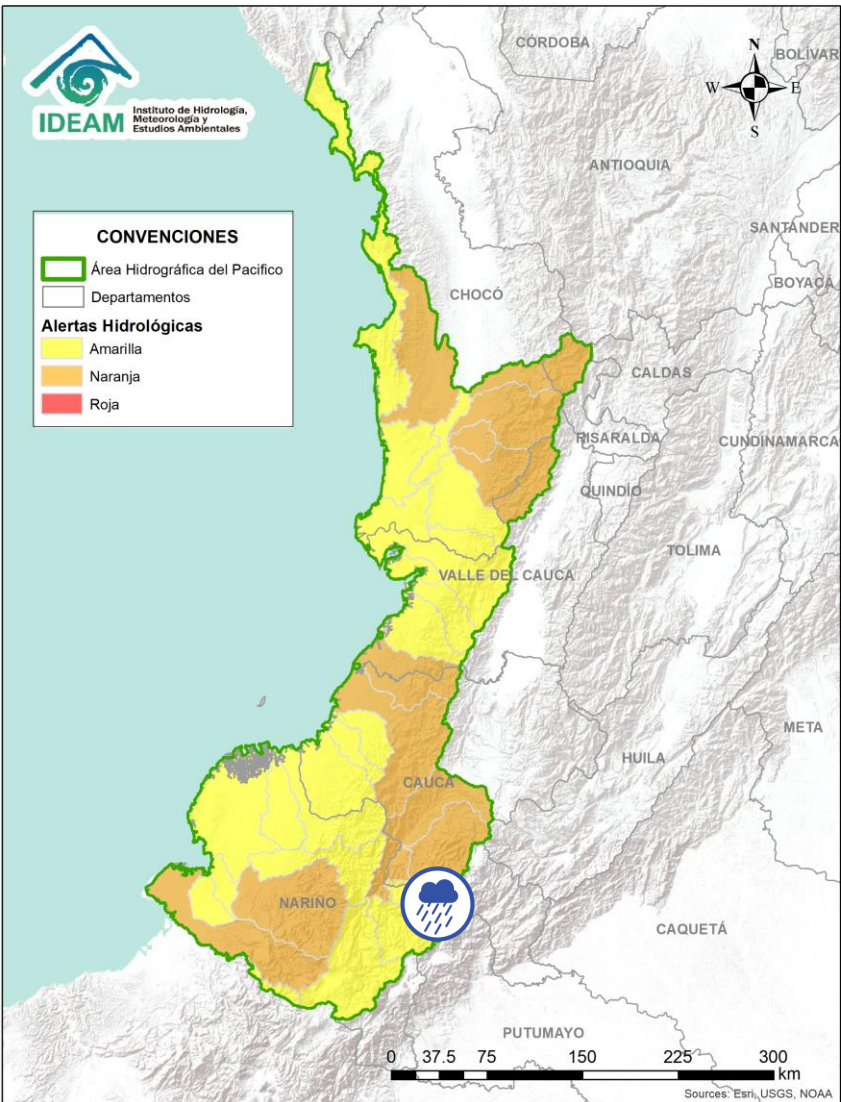 IDEAM
Instituto de Hidrología,
Meteorología y
Estudios Ambientales
CÓRDOBA
BOLÍVAR
N
W
E
S
ANTIOQUIA
SANTANDER
CONVENCIONES
Área Hidrográfica del Pacifico
Departamentos
Alertas Hidrológicas
Amarilla
Naranja
Roja
BOYACÁ
CHOCÓ
CALDAS
RISARALDA
CUNDINAMARCA
QUINDÍO
TOLIMA
VALLE DEL CAUCA
META
HUILA
CAUCA
NARIÑO
CAQUETÁ
PUTUMAYO
0 37.5 75 150 225 300
km
Sources: Esri, USGS, NOAA